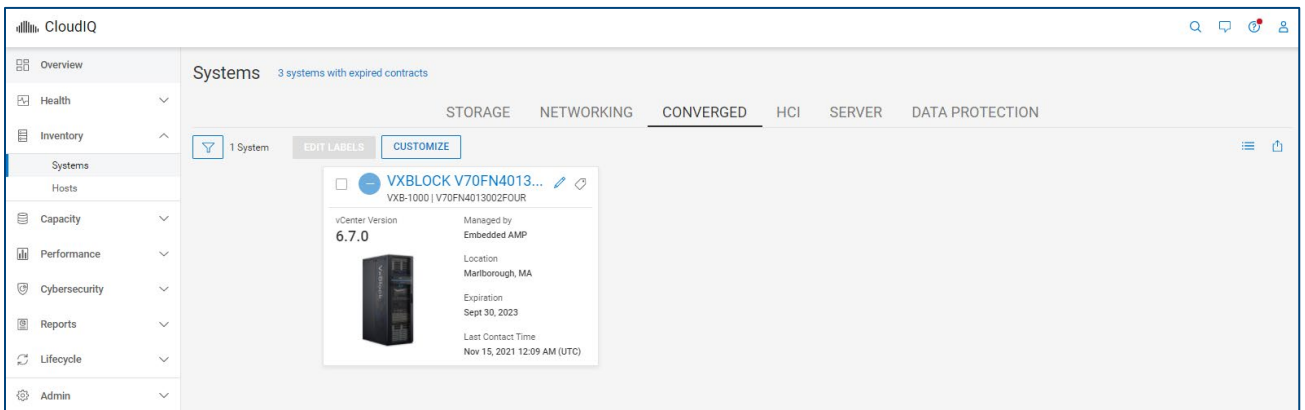 CloudIQ
Overview
Health
Inventory
Systems
Hosts
Capacity
Performance
Cybersecurity
Reports
Lifecycle
Admin
Systems 3 systems with expired contracts
STORAGE NETWORKING CONVERGED HCI SERVER DATA PROTECTION
1 System EDIT LABELS CUSTOMIZE
VXBLOCK V70FN4013...
VXB-1000 | V70FN4013002FOUR
vCenter Version
6.7.0
Managed by
Embedded AMP
Location
Marlborough, MA
Expiration
Sept 30, 2023
Last Contact Time
Nov 15, 2021 12:09 AM (UTC)